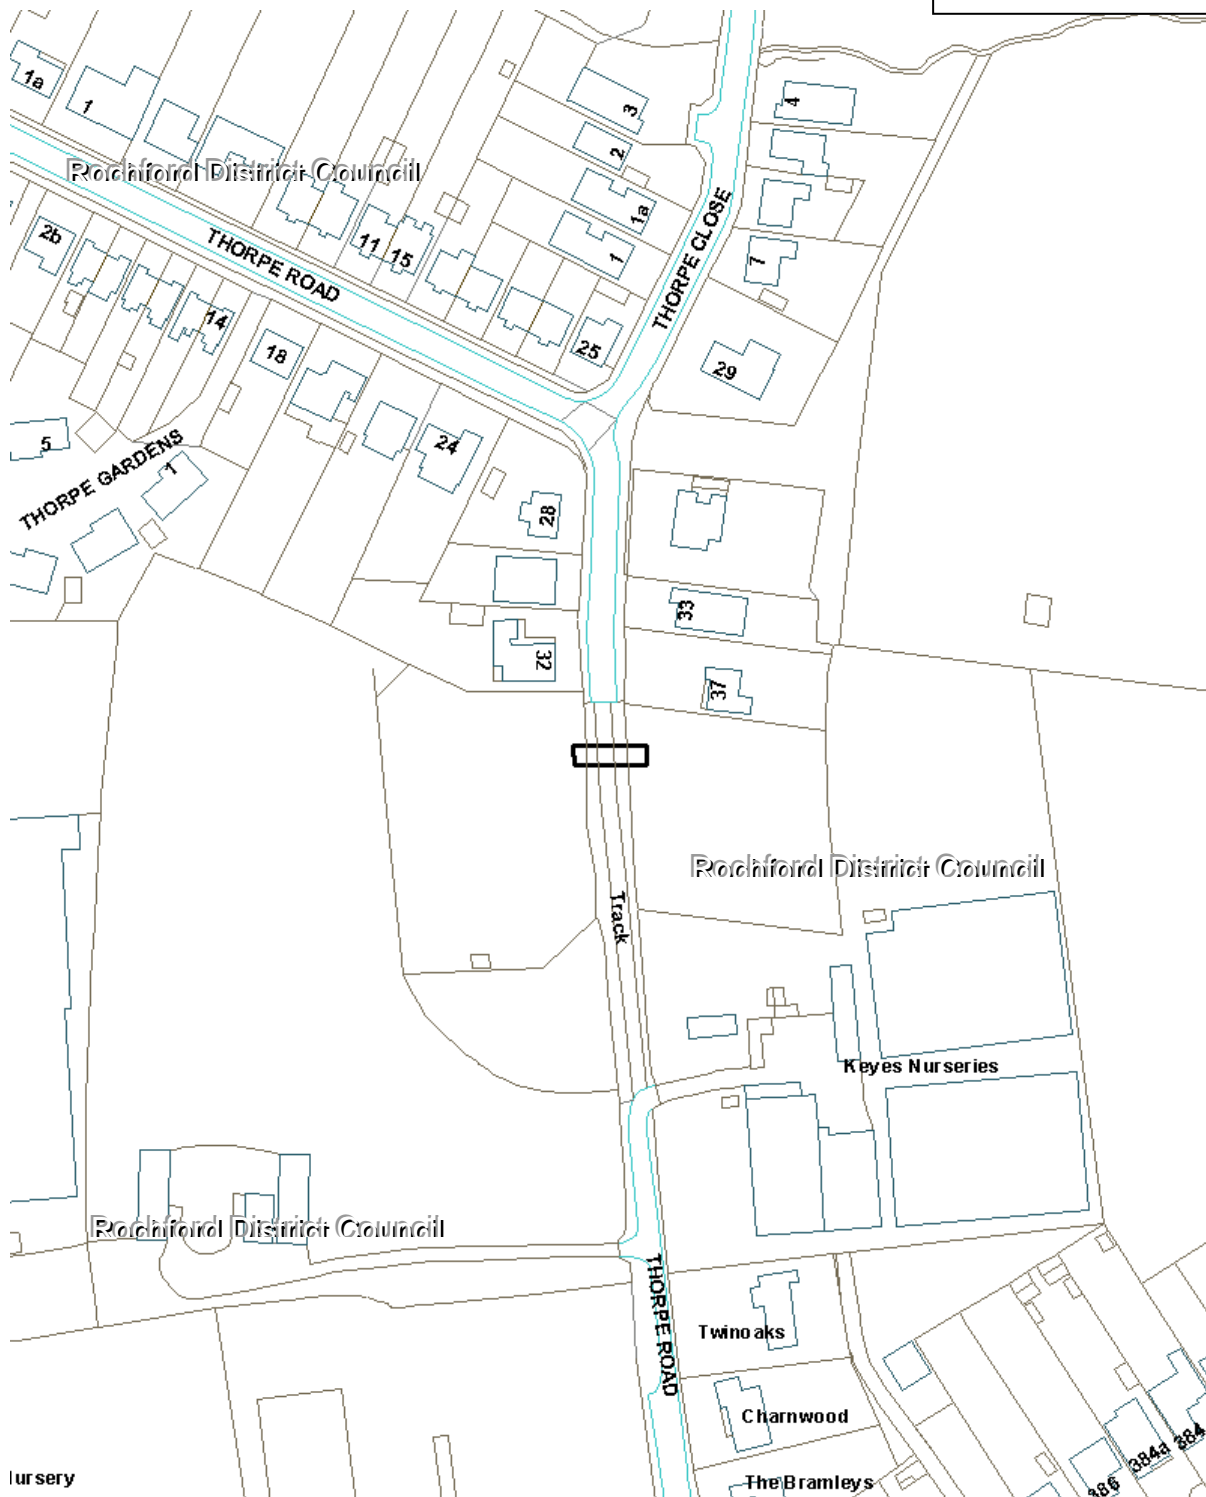 1a
1
3
4
2
Rochford District Council
1a
2b
11
15
1
7
THORPE ROAD
THORPE CLOSE
14
18
25
29
5
THORPE GARDENS
1
24
28
33
32
37
Rochford District Council
Track
Keyes Nurseries
Rochford District Council
THORPE ROAD
Twinoaks
Charnwood
384a
384
386
The Bramleys
lursery